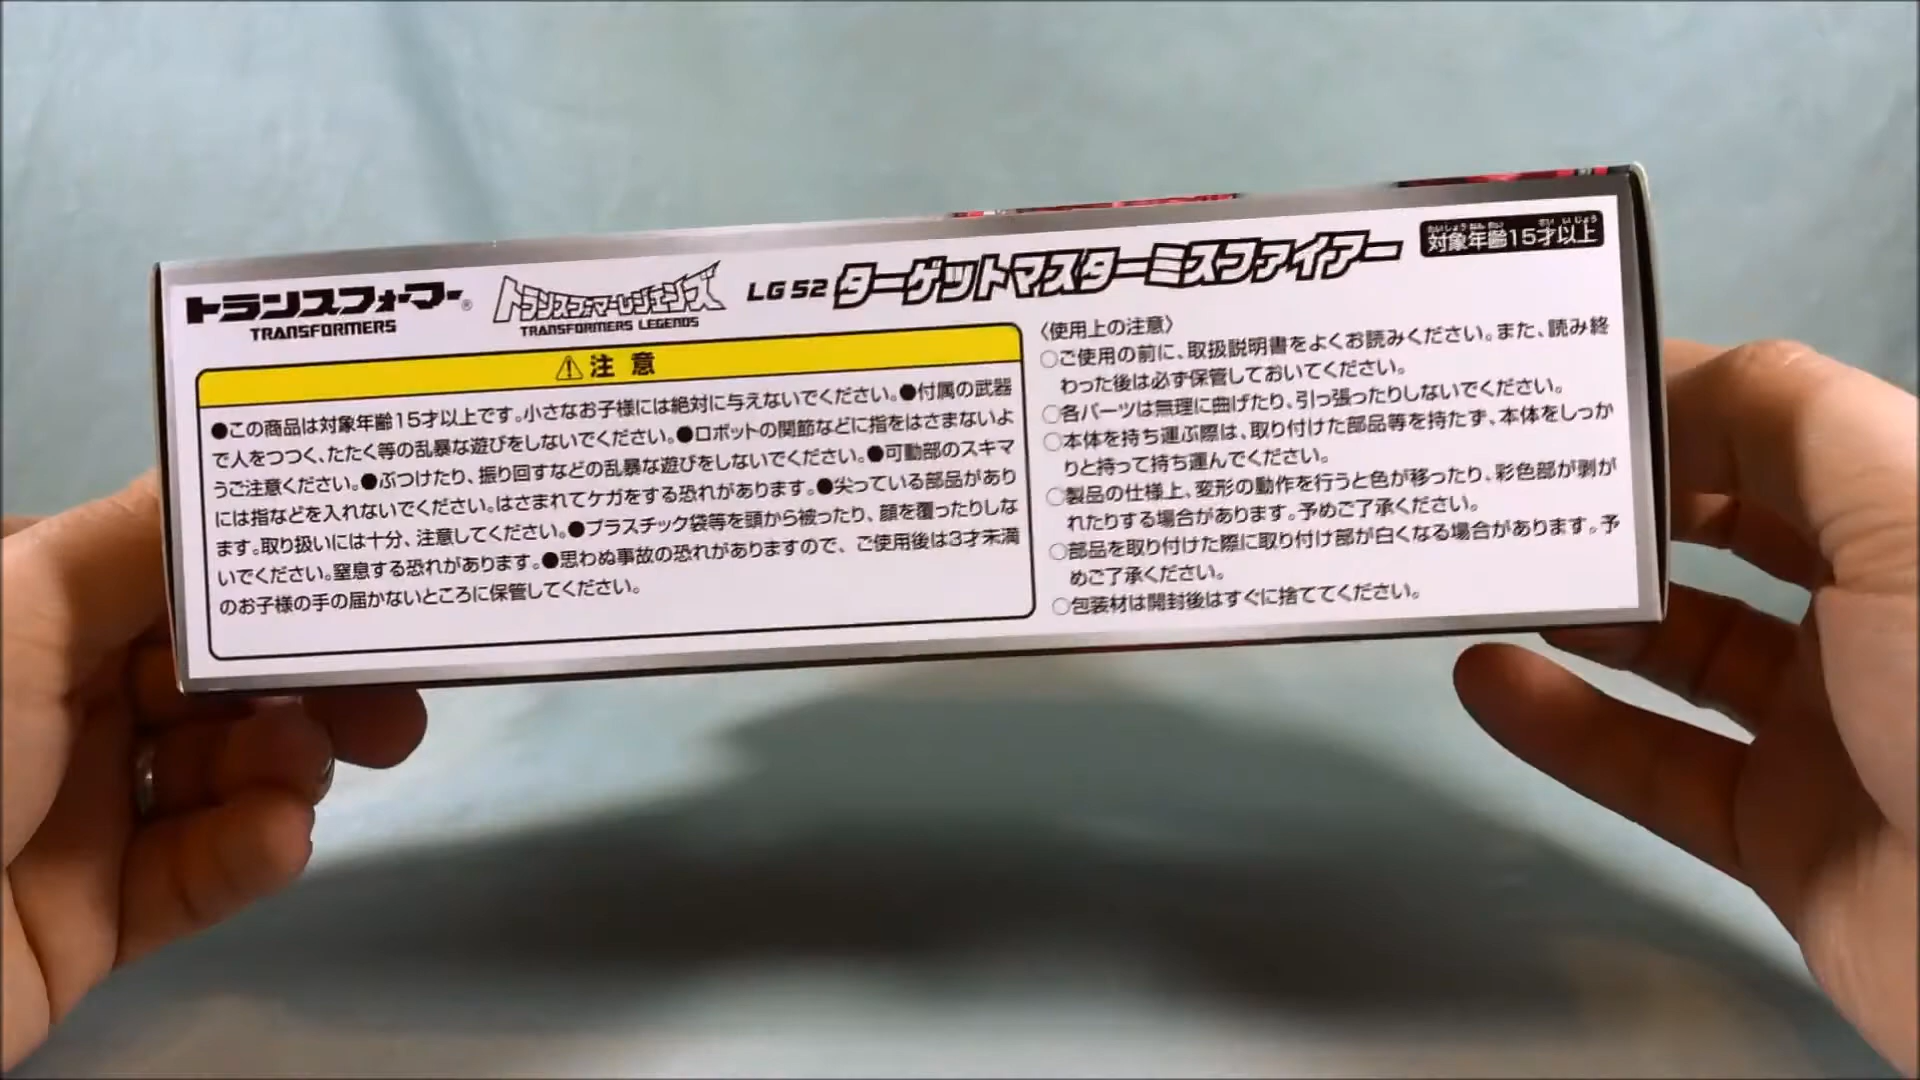 トランスフォーマー®
TRANSFORMERS
トランスフォーマーレジェンズ
TRANSFORMERS LEGENDS
LG52 ターゲットマスターミスファイアー
たいしょうねんれい さい いじょう
対象年齢15才以上
⚠注意
●この商品は対象年齢15才以上です。小さなお子様には絶対に与えないでください。●付属の武器
で人をつつく、たたく等の乱暴な遊びをしないでください。●ロボットの関節などに指をはさまないよ
うご注意ください。●ぶつけたり、振り回すなどの乱暴な遊びをしないでください。●可動部のスキマ
には指などを入れないでください。はさまれてケガをする恐れがあります。●尖っている部品があり
ます。取り扱いには十分、注意してください。●プラスチック袋等を頭から被ったり、顔を覆ったりしな
いでください。窒息する恐れがあります。●思わぬ事故の恐れがありますので、ご使用後は3才未満
のお子様の手の届かないところに保管してください。
〈使用上の注意〉
○ご使用の前に、取扱説明書をよくお読みください。また、読み終
わった後は必ず保管しておいてください。
○各パーツは無理に曲げたり、引っ張ったりしないでください。
○本体を持ち運ぶ際は、取り付けた部品等を持たず、本体をしっか
りと持って持ち運んでください。
○製品の仕様上、変形の動作を行うと色が移ったり、彩色部が剥が
れたりする場合があります。予めご了承ください。
○部品を取り付けた際に取り付け部が白くなる場合があります。予
めご了承ください。
○包装材は開封後はすぐに捨ててください。